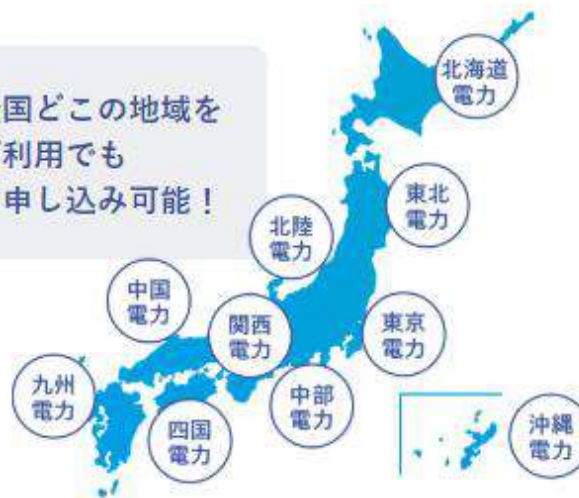 国どこの地域を
利用でも
申し込み可能！
北海道
電力
東北
電力
北陸
電力
中国
電力
関西
電力
東京
電力
九州
電力
四国
電力
中部
電力
沖縄
電力